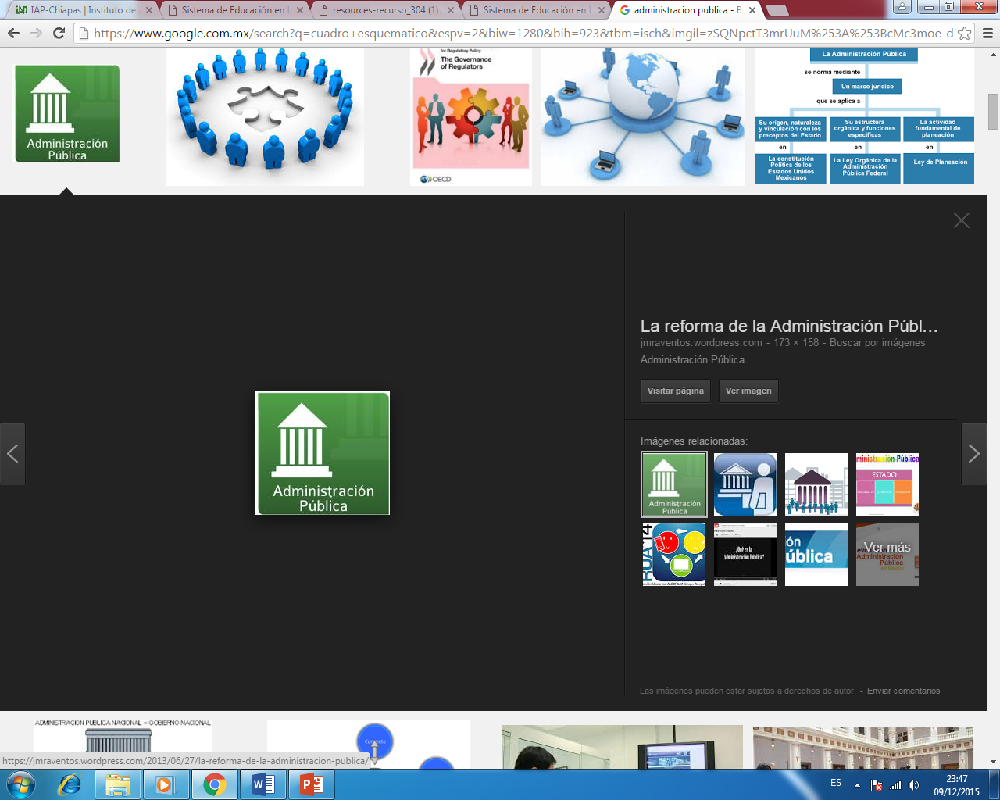 IAP-Chiapas | Instituto de
Sistema de Educación en L
resources-recurso_304 (1)
Sistema de Educación en L
administracion publica - B
https://www.google.com.mx/search?q=cuadro+esquematico&espv=2&biw=1280&bih=923&tbm=isch&imgil=zSQNpctT3mrUuM%253A%253BcMc3moe-d1
Administración
Pública
for Regulatory Policy
The Governance
of Regulators
OECD
La Administración Pública
se norma mediante
Un marco jurídico
que se aplica a
Su origen, naturaleza
y vinculación con los
preceptos del Estado
Su estructura
orgánica y funciones
específicas
La actividad
fundamental de
planeación
en
en
en
La constitución
Política de los
Estados Unidos
Mexicanos
La Ley Orgánica de la
Administración
Pública Federal
Ley de Planeación
Administración
Pública
La reforma de la Administración Públ...
jmraventos.wordpress.com - 173 × 158 - Buscar por imágenes
Administración Pública
Visitar página
Ver imagen
Imágenes relacionadas:
Administración
Pública
ministración Pública
ESTADO
RUA'14
¿Qué es la
Administración Pública?
ón
ública
Ver más
Administración
Pública
Las imágenes pueden estar sujetas a derechos de autor. - Enviar comentarios
ADMINISTRACION PUBLICA NACIONAL = GOBIERNO NACIONAL
Contexto
https://jmraventos.wordpress.com/2013/06/27/la-reforma-de-la-administracion-publica/
ES
23:47
09/12/2015